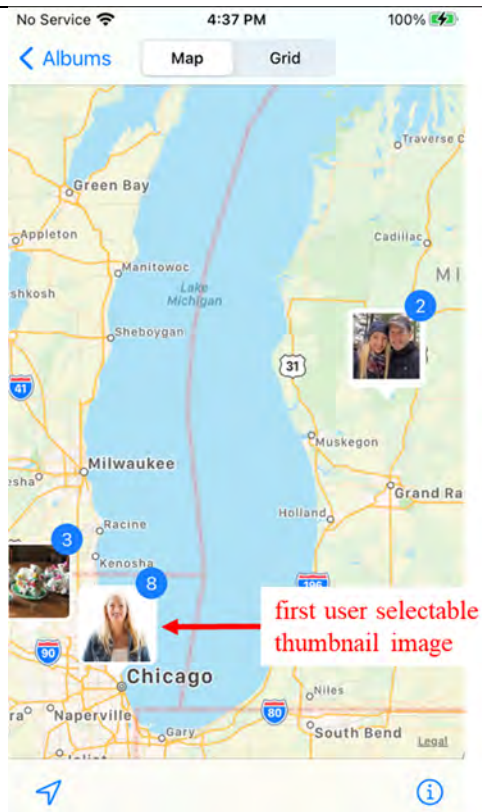 No Service 4:37 PM 100%
Albums Map Grid
Traverse C
Green Bay
Appleton
Cadillac
Manitowoc
M I
shkosh
Lake
Michigan
2
Sheboygan
31
41
Muskegon
Milwaukee
esha
Grand Ra
Holland
Racine
3
Kenosha
8
196
first user selectable
thumbnail image
90
Chicago
Niles
ra
Naperville
80
Gary
South Bend
Legal
Joliet